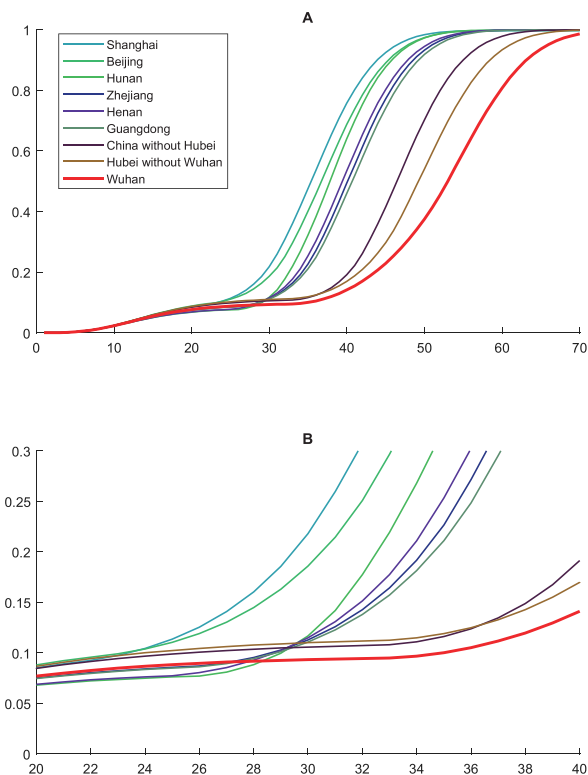 A
1
0.8
0.6
0.4
0.2
0
Shanghai
Beijing
Hunan
Zhejiang
Henan
Guangdong
China without Hubei
Hubei without Wuhan
Wuhan
0 10 20 30 40 50 60 70
B
0.3
0.25
0.2
0.15
0.1
0.05
0
20 22 24 26 28 30 32 34 36 38 40